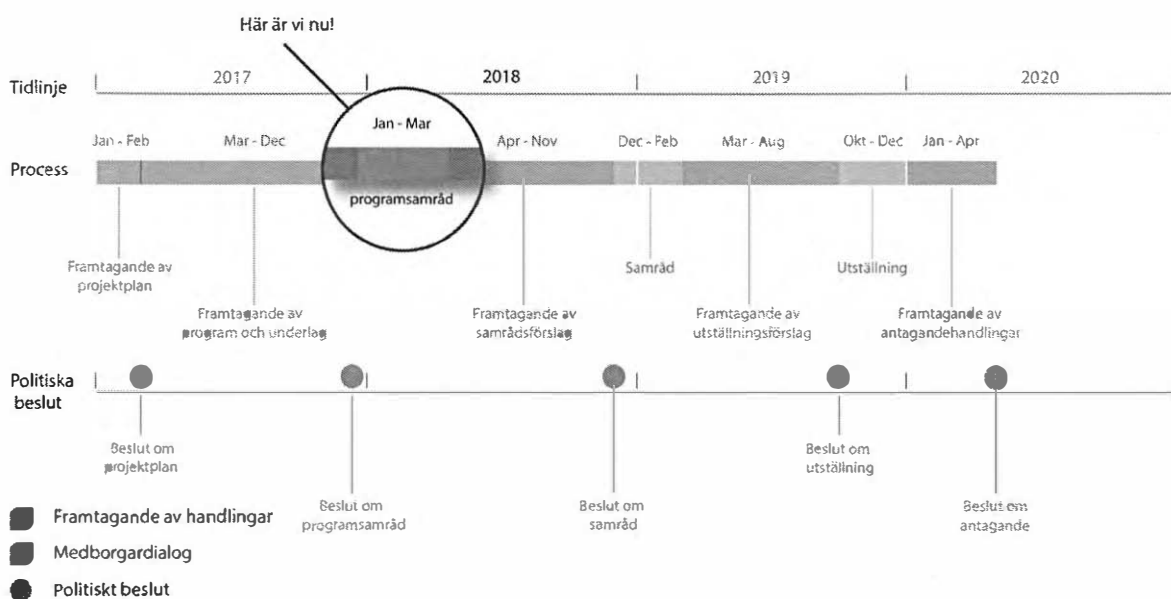 Här är vi nu!
Tidlinje
2017
2018
2019
2020
Process
Jan - Feb
Mar - Dec
Jan - Mar
Apr - Nov
Dec - Feb
Mar - Aug
Okt - Dec
Jan - Apr
programsamråd
Framtagande av
projektplan
Samråd
Utställning
Framtagande av
program och underlag
Framtagande av
samrådsförslag
Framtagande av
utställningsförslag
Framtagande av
antagandehandlingar
Politiska
beslut
Beslut om
projektplan
Beslut om
utställning
Beslut om
programsamråd
Beslut om
samråd
Beslut om
antagande
Framtagande av handlingar
Medborgardialog
Politiskt beslut